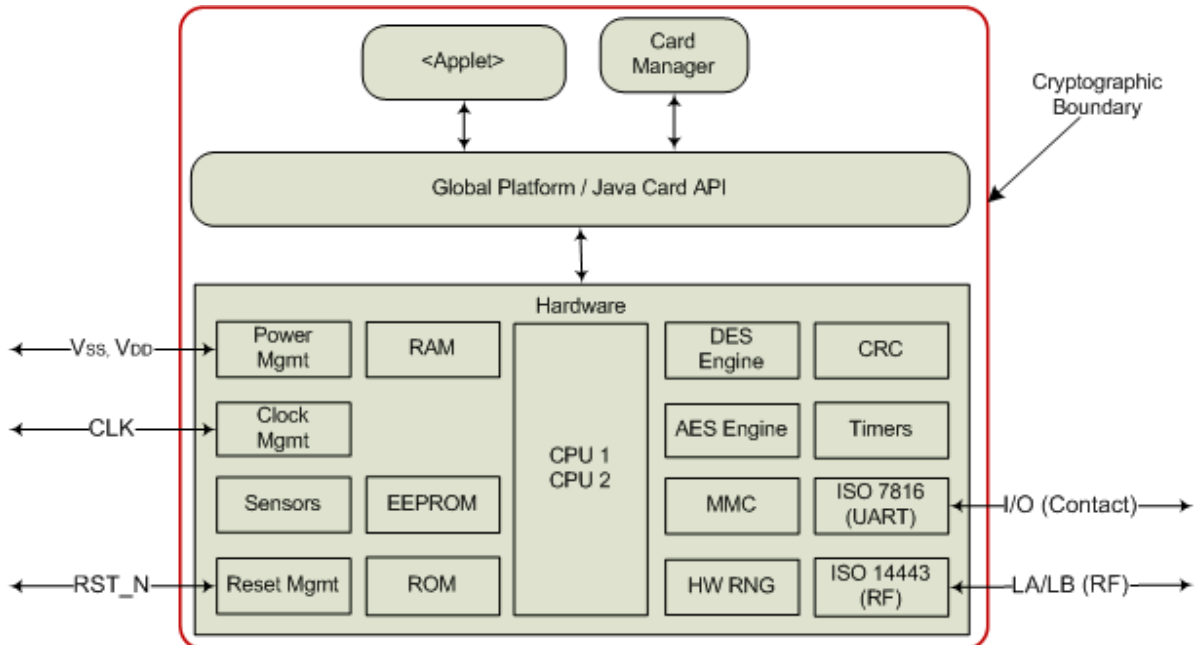 <Applet>
Card
Manager
Cryptographic
Boundary
Global Platform / Java Card API
Hardware
Vss, VDD
Power
Mgmt
RAM
CPU 1
CPU 2
DES
Engine
CRC
CLK
Clock
Mgmt
AES Engine
Timers
Sensors
EEPROM
MMC
ISO 7816
(UART)
I/O (Contact)
RST_N
Reset Mgmt
ROM
HW RNG
ISO 14443
(RF)
LA/LB (RF)